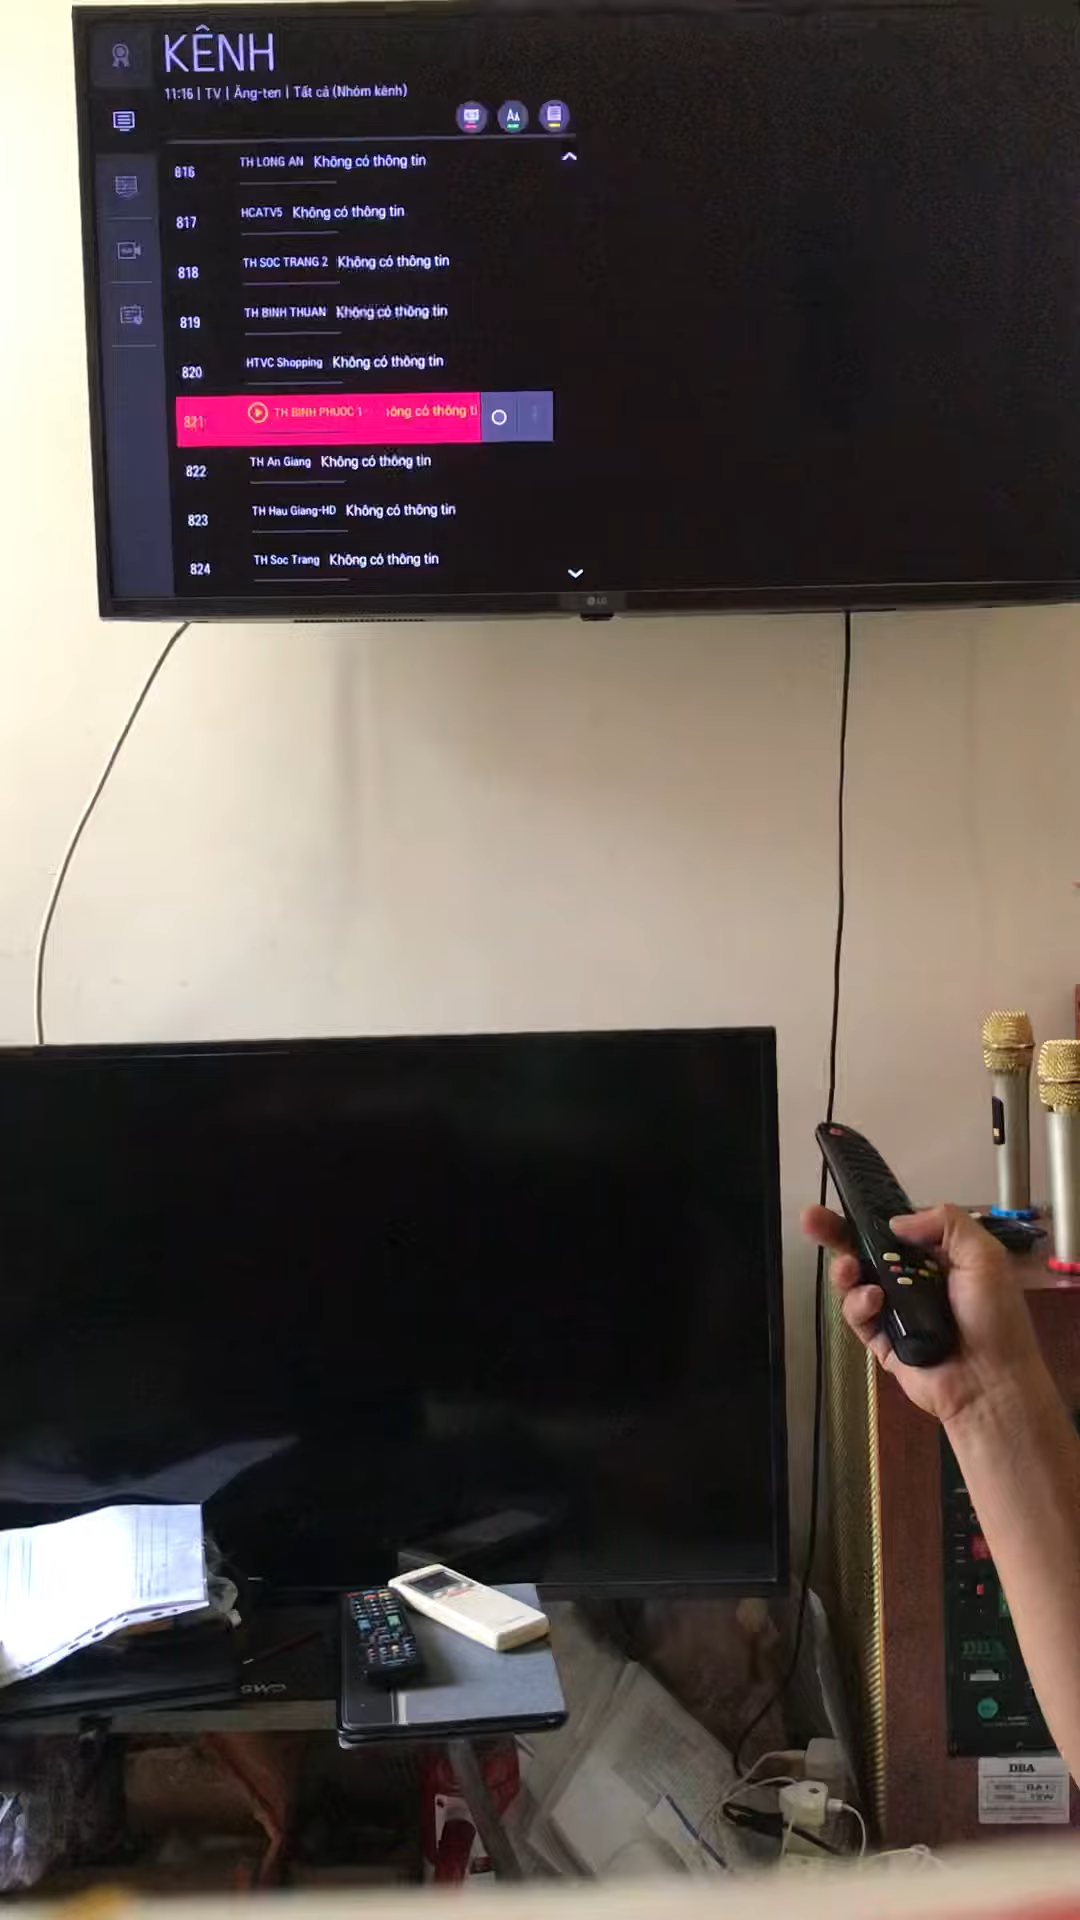 KÊNH
11:16 | TV | Ăng-ten | Tất cả (Nhóm kênh)
816 TH LONG AN Không có thông tin
817 HCATV5 Không có thông tin
818 TH SOC TRANG 2 Không có thông tin
819 TH BINH THUAN Không có thông tin
820 HTVC Shopping Không có thông tin
821 TH BINH PHUOC 1 ông có thông ti
822 TH An Giang Không có thông tin
823 TH Hau Giang-HD Không có thông tin
824 TH Soc Trang Không có thông tin
LG
DBA